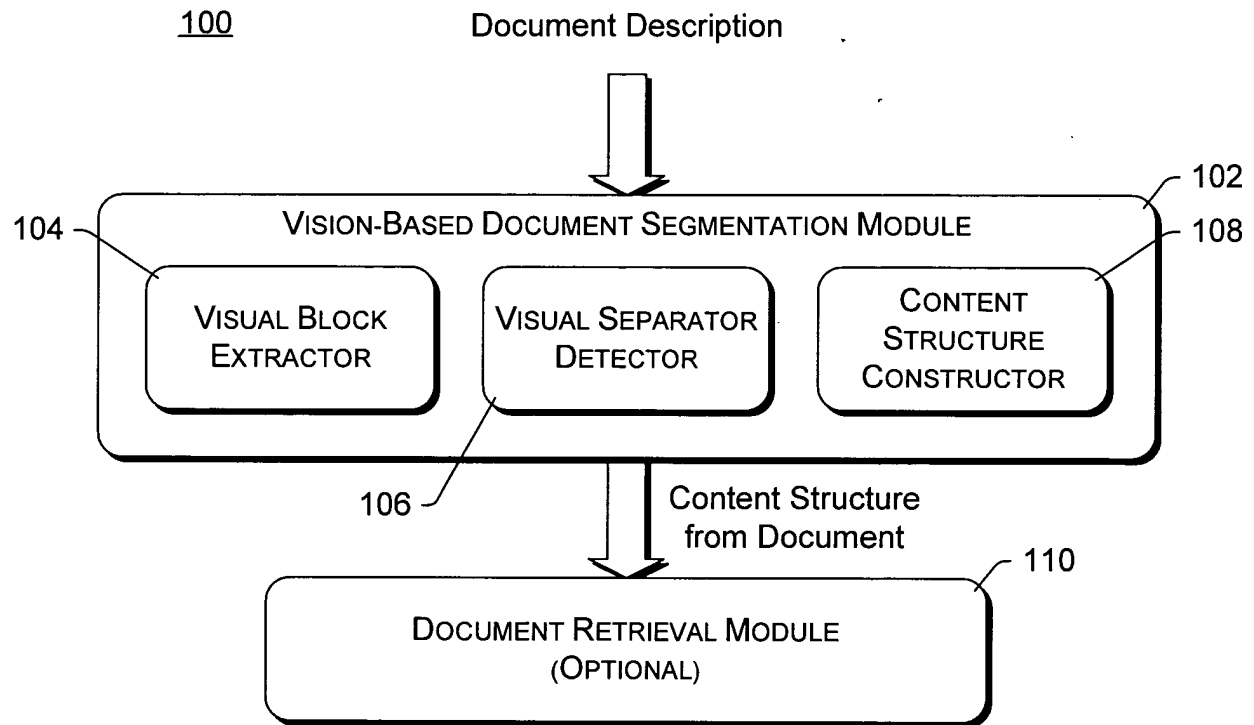 100
Document Description
102
VISION-BASED DOCUMENT SEGMENTATION MODULE
104
108
VISUAL BLOCK
EXTRACTOR
VISUAL SEPARATOR
DETECTOR
CONTENT
STRUCTURE
CONSTRUCTOR
106
Content Structure
from Document
110
DOCUMENT RETRIEVAL MODULE
(OPTIONAL)